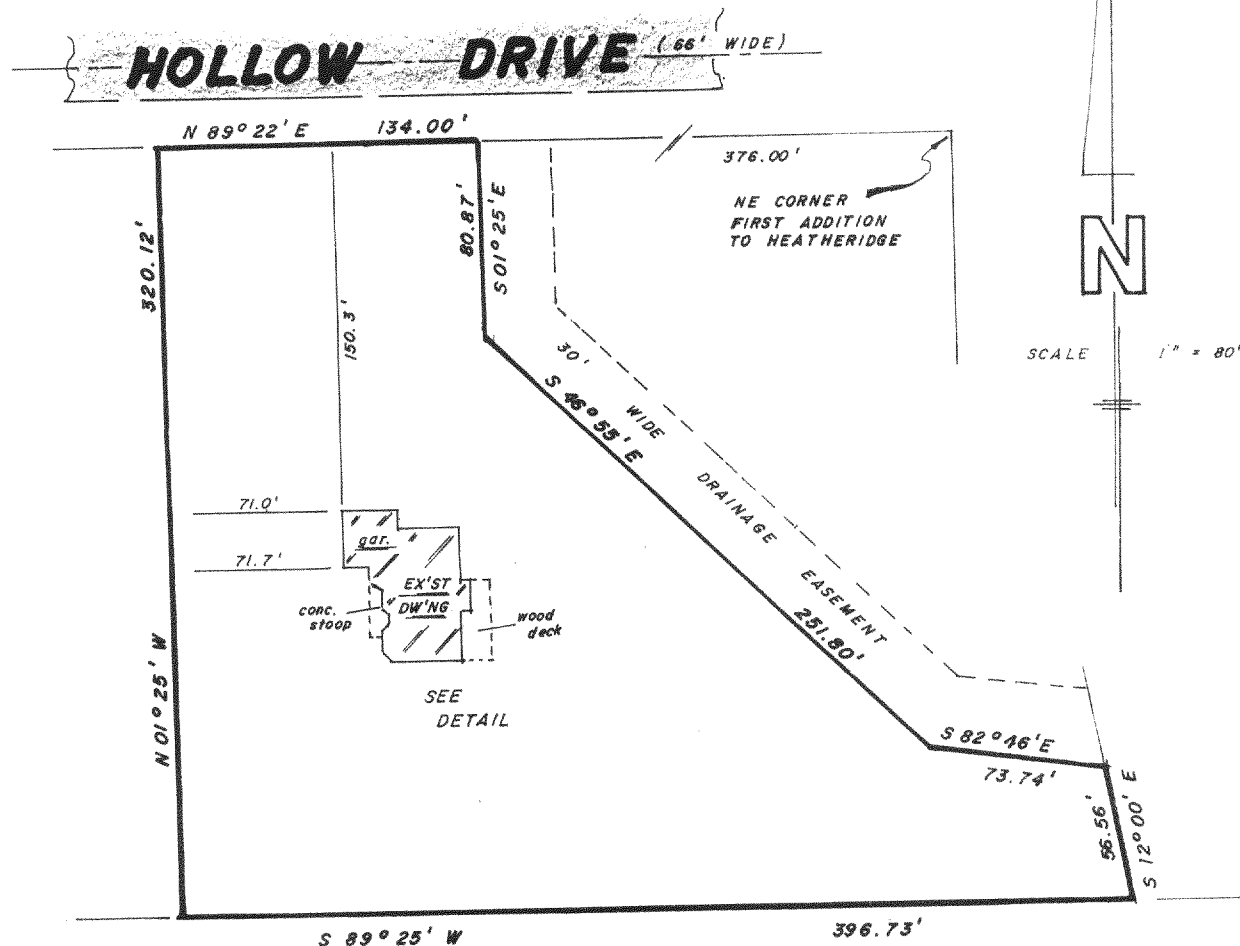 HOLLOW DRIVE (66' WIDE)
N 89° 22' E 134.00'
376.00'
NE CORNER
FIRST ADDITION
TO HEATHERIDGE
N
SCALE 1" = 80'
320.12'
N 01° 25' W
80.87'
S 01° 25' E
150.3'
30' WIDE DRAINAGE EASEMENT
S 46° 55' E
251.80'
71.0'
71.7'
gar.
EX'ST
DW'NG
conc.
stoop
wood
deck
SEE
DETAIL
S 82° 46' E
73.74'
56.56'
S 12° 00' E
S 89° 25' W
396.73'